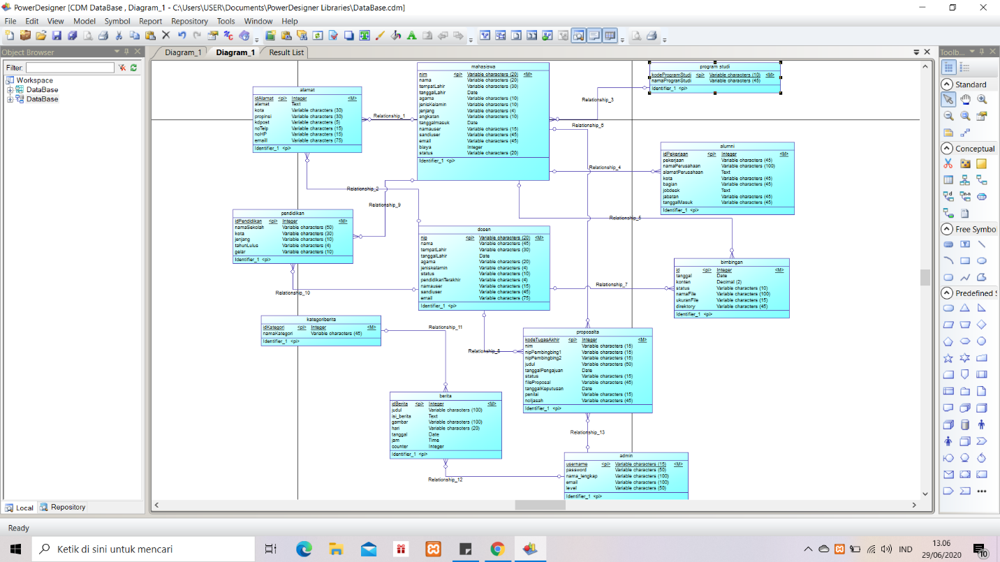 PowerDesigner [CDM DataBase , Diagram_1 - C:\Users\USER\Documents\PowerDesigner Libraries\DataBase.cdm]
File Edit View Model Symbol Report Repository Tools Window Help
Object Browser
Filter:
Workspace
DataBase
DataBase
Local Repository
Diagram_1 Diagram_1 Result List
mahasiswa
nim <pi> Variable characters (20) <M>
nama Variable characters (20)
tempatLahir Variable characters (30)
tanggalLahir Date
agama Variable characters (10)
jenisKelamin Variable characters (10)
jenjang Variable characters (4)
angkatan Variable characters (10)
tanggalmasuk Date
namauser Variable characters (15)
sandiuser Variable characters (45)
email Variable characters (45)
biaya Integer
status Variable characters (20)
Identifier_1 <pi>
program studi
kodeProgramStudi <pi> Variable characters (10) <M>
namaProgranStudi Variable characters (45)
Identifier_1 <pi>
alamat
idAlamat <pi> Integer <M>
alamat Text
kota Variable characters (30)
propinsi Variable characters (30)
kdpost Variable characters (5)
noTelp Variable characters (15)
noHP Variable characters (15)
emaill Variable characters (75)
Identifier_1 <pi>
Relationship_1
Relationship_3
Relationship_6
alumni
idPekerjaan <pi> Integer <M>
pekerjaan Variable characters (45)
namaPerusahaan Variable characters (100)
alamatPerusahaan Text
kota Variable characters (45)
bagian Variable characters (45)
jobdesk Text
jabatan Variable characters (45)
tanggalMasuk Variable characters (45)
Identifier_1 <pi>
Relationship_4
Relationship_2
Relationship_9
Relationship_5
pendidikan
idPendidikan <pi> Integer <M>
namaSekolah Variable characters (50)
kota Variable characters (30)
jenjang Variable characters (10)
tahunLulus Variable characters (4)
gelar Variable characters (10)
Identifier_1 <pi>
dosen
nip <pi> Variable characters (20) <M>
nama Variable characters (45)
tempatLahir Variable characters (30)
tanggalLahir Date
agama Variable characters (20)
jeniskelamin Variable characters (4)
status Variable characters (10)
pendidikanTerakhir Variable characters (4)
namauser Variable characters (15)
sandiuser Variable characters (45)
email Variable characters (75)
Identifier_1 <pi>
bimbingan
id <pi> Integer <M>
tanggal Date
konten Decimal (2)
status Variable characters (10)
namaFile Variable characters (100)
ukuranFile Variable characters (15)
direktory Variable characters (45)
Identifier_1 <pi>
Relationship_7
Relationship_10
kategoriberita
idKategori <pi> Integer <M>
namaKategori Variable characters (45)
Identifier_1 <pi>
Relationship_11
Relationship_8
proposalta
kodeTugasAkhir <pi> Integer <M>
nim Variable characters (15)
nipPembingbing1 Variable characters (15)
nipPembingbing2 Variable characters (15)
judul Variable characters (50)
tanggalPengajuan Date
status Variable characters (15)
fileProposal Variable characters (45)
tanggalKeputusan Date
penilai Variable characters (15)
noIjasah Variable characters (45)
Identifier_1 <pi>
berita
idBerita <pi> Integer <M>
judul Variable characters (100)
isi_berita Text
gambar Variable characters (100)
hari Variable characters (20)
tanggal Date
jam Time
counter Integer
Identifier_1 <pi>
Relationship_13
Relationship_12
admin
username <pi> Variable characters (15) <M>
password Variable characters (50)
nama_lengkap Variable characters (100)
email Variable characters (100)
level Variable characters (50)
Identifier_1 <pi>
Toolb...
Standard
Conceptual
Free Symbo
Predefined S
Ready
Ketik di sini untuk mencari
IND
13.06
29/06/2020
10